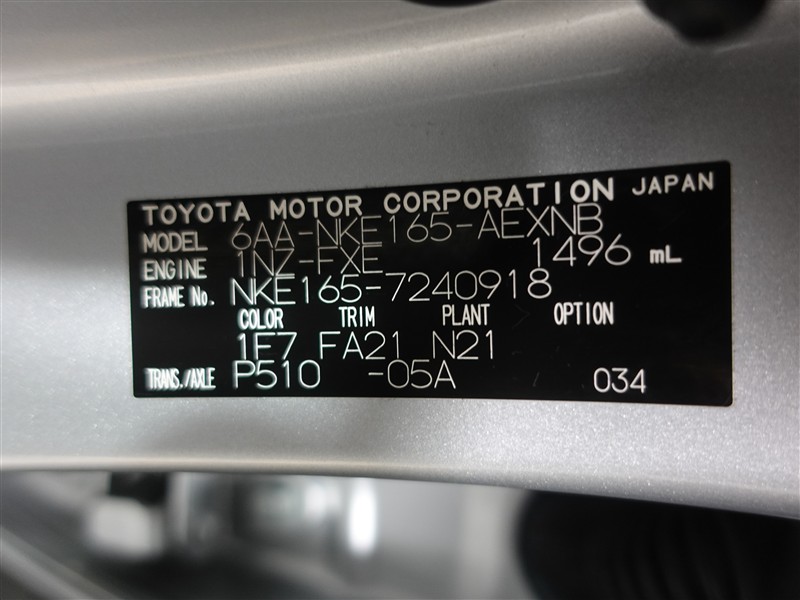 TOYOTA MOTOR CORPORATION JAPAN
MODEL 6AA-NKE165-AEXNB
ENGINE 1NZ-FXE 1496 mL
FRAME No. NKE165-7240918
COLOR TRIM PLANT OPTION
1F7 FA21 N21
TRANS./AXLE P510 -05A 034